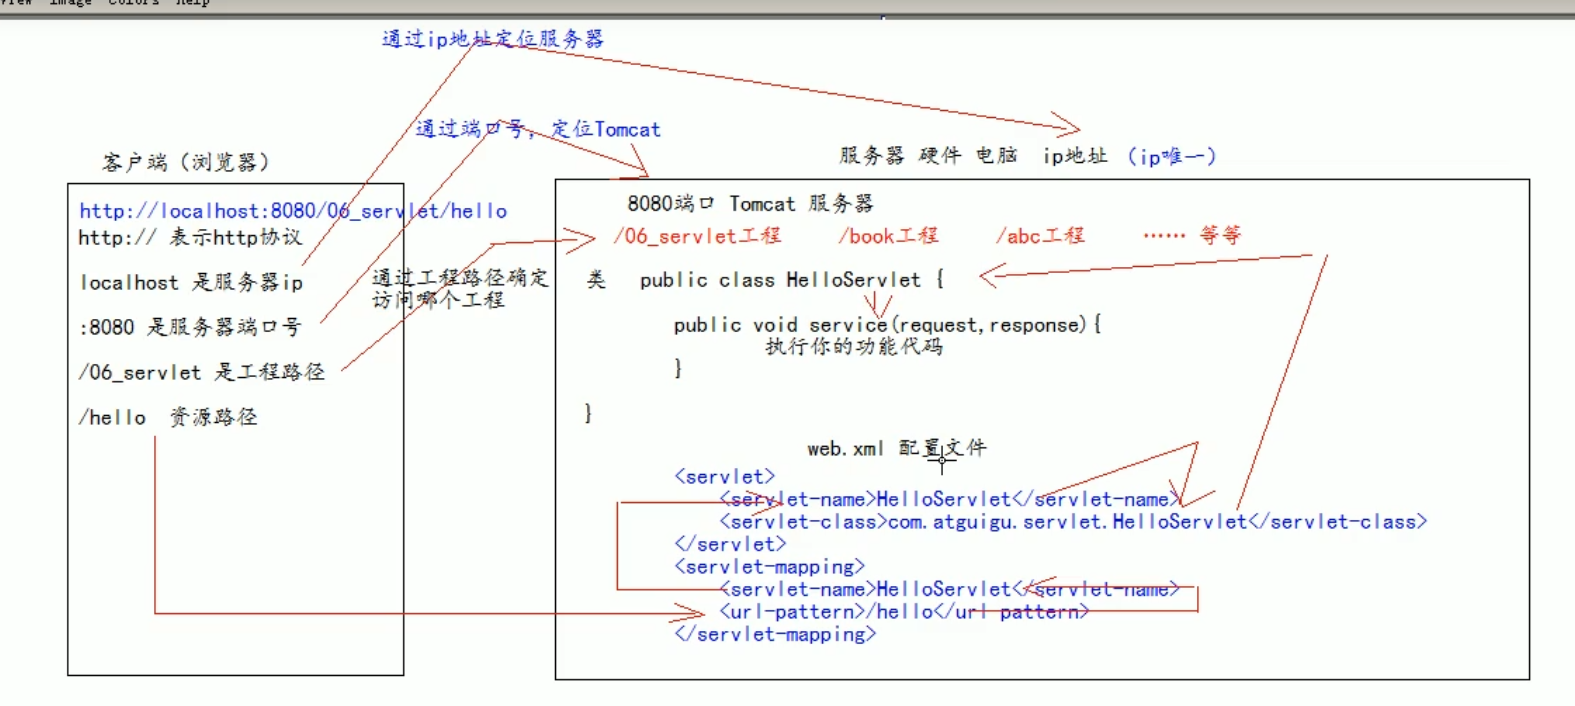 View Image Colors Help
通过ip地址定位服务器
通过端口号，定位Tomcat
客户端（浏览器）
服务器 硬件 电脑 ip地址 （ip唯一）
http://localhost:8080/06_servlet/hello
http:// 表示http协议
localhost 是服务器ip
:8080 是服务器端口号
/06_servlet 是工程路径
/hello 资源路径
通过工程路径确定
访问哪个工程
8080端口 Tomcat 服务器
/06_servlet工程 /book工程 /abc工程 …… 等等
类 public class HelloServlet {
public void service(request,response){
执行你的功能代码
}
}
web.xml 配置文件
<servlet>
<servlet-name>HelloServlet</servlet-name>
<servlet-class>com.atguigu.servlet.HelloServlet</servlet-class>
</servlet>
<servlet-mapping>
<servlet-name>HelloServlet</servlet-name>
<url-pattern>/hello</url-pattern>
</servlet-mapping>